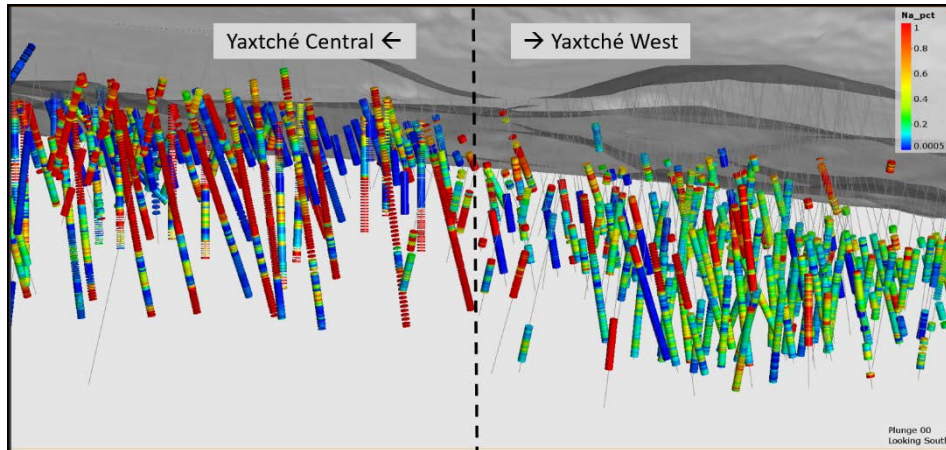 Yaxtché Central ←
→ Yaxtché West
Na_pct
1
0.8
0.6
0.4
0.2
0.0005
Plunge 00
Looking South